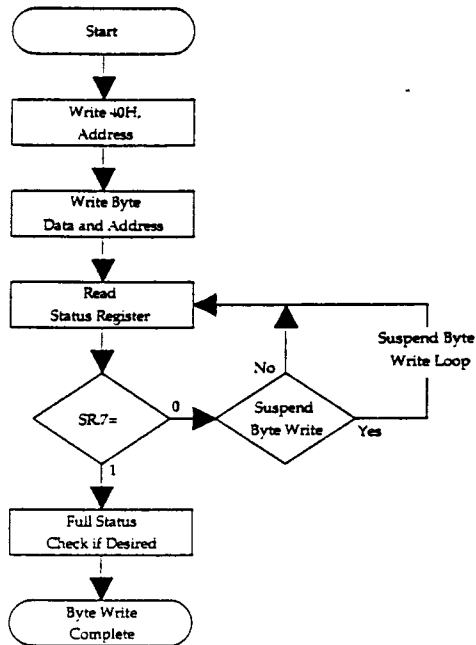 Start
Write 40H,
Address
Write Byte
Data and Address
Read
Status Register
Suspend Byte
Write Loop
No
SR.7=
0
Suspend
Byte Write
Yes
1
Full Status
Check if Desired
Byte Write
Complete